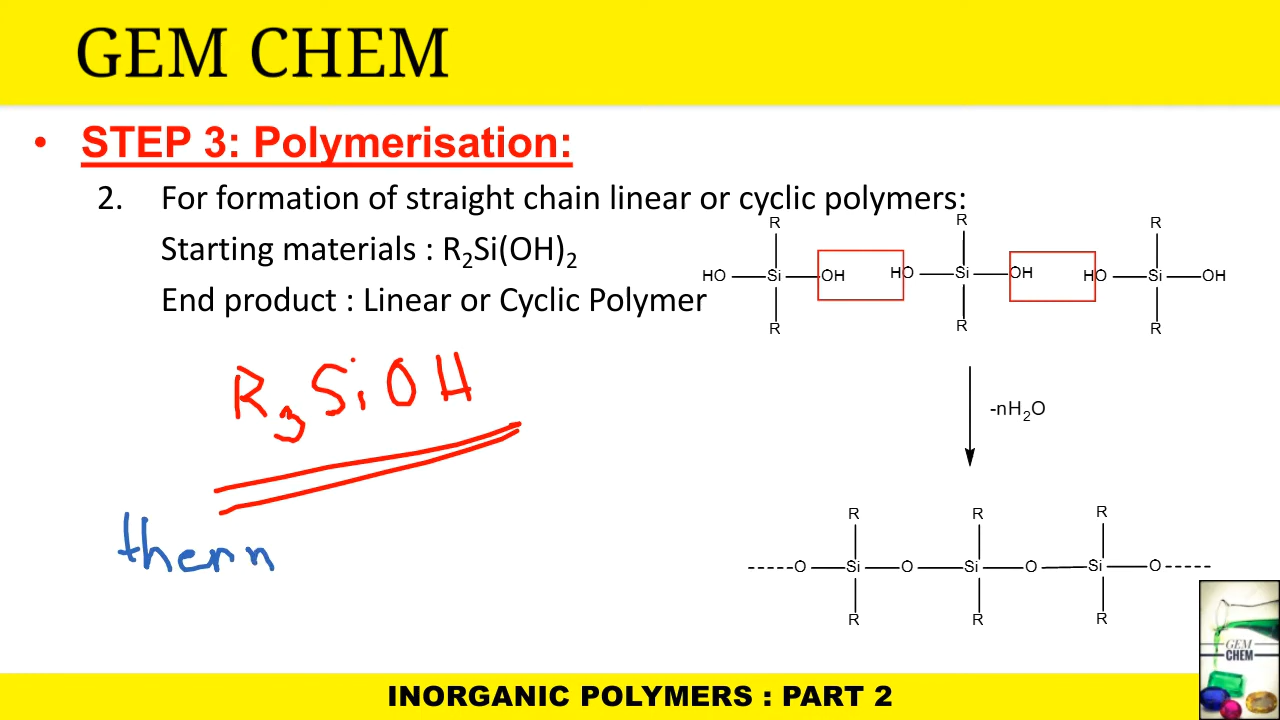 GEM CHEM
• STEP 3: Polymerisation:
2. For formation of straight chain linear or cyclic polymers:
Starting materials : R₂Si(OH)₂
End product : Linear or Cyclic Polymer
R R R
HO Si OH HO Si OH HO Si OH
R R R
R₃SiOH
-nH₂O
therm
R R R
O Si O Si O Si O
R R R
GEM
CHEM
INORGANIC POLYMERS : PART 2